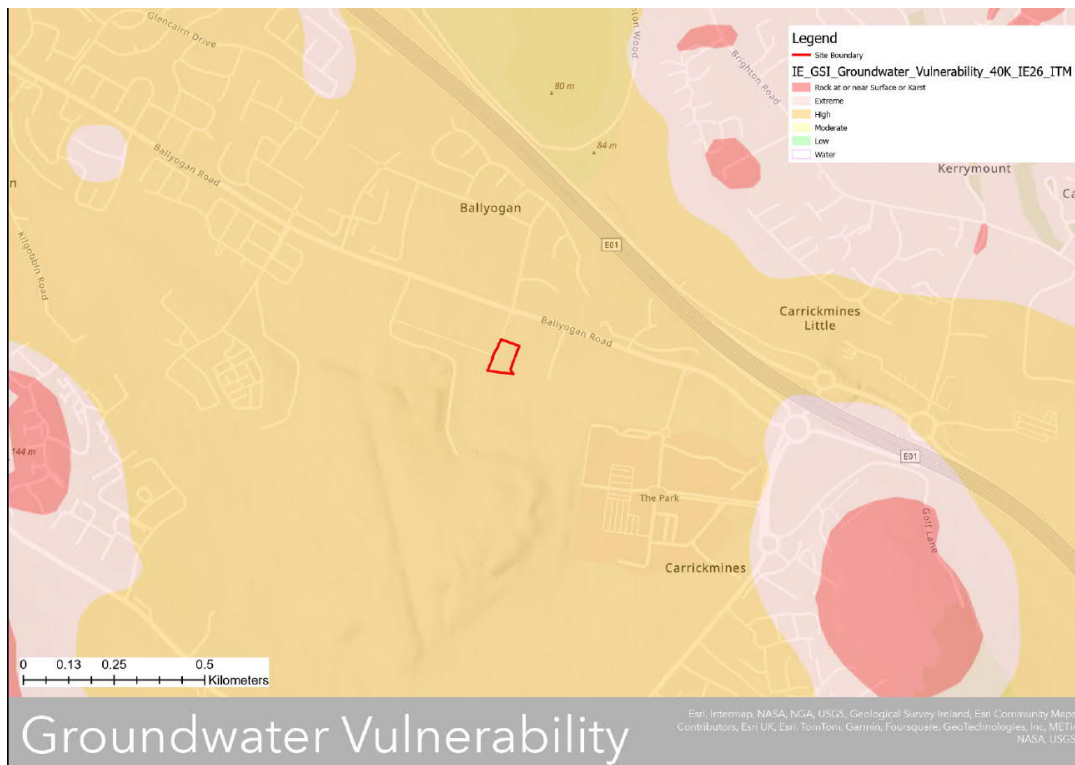 Glencairn Drive
Brighton Road
Legend
Site Boundary
IE_GSI_Groundwater_Vulnerability_40K_IE26_ITM
Rock at or near Surface or Karst
Extreme
High
Moderate
Low
Water
80 m
84 m
Ballyogan Road
Kerrymount
Ballyogan
Kilgobbin Road
E01
Carrickmines
Little
Ballyogan Road
144 m
E01
The Park
Golf Lane
Carrickmines
0 0.13 0.25 0.5
Kilometers
Groundwater Vulnerability
Esri, Intermap, NASA, NGA, USGS, Geological Survey Ireland, Esri Community Maps
Contributors, Esri UK, Esri, TomTom, Garmin, Foursquare, GeoTechnologies, Inc, METI/
NASA, USGS